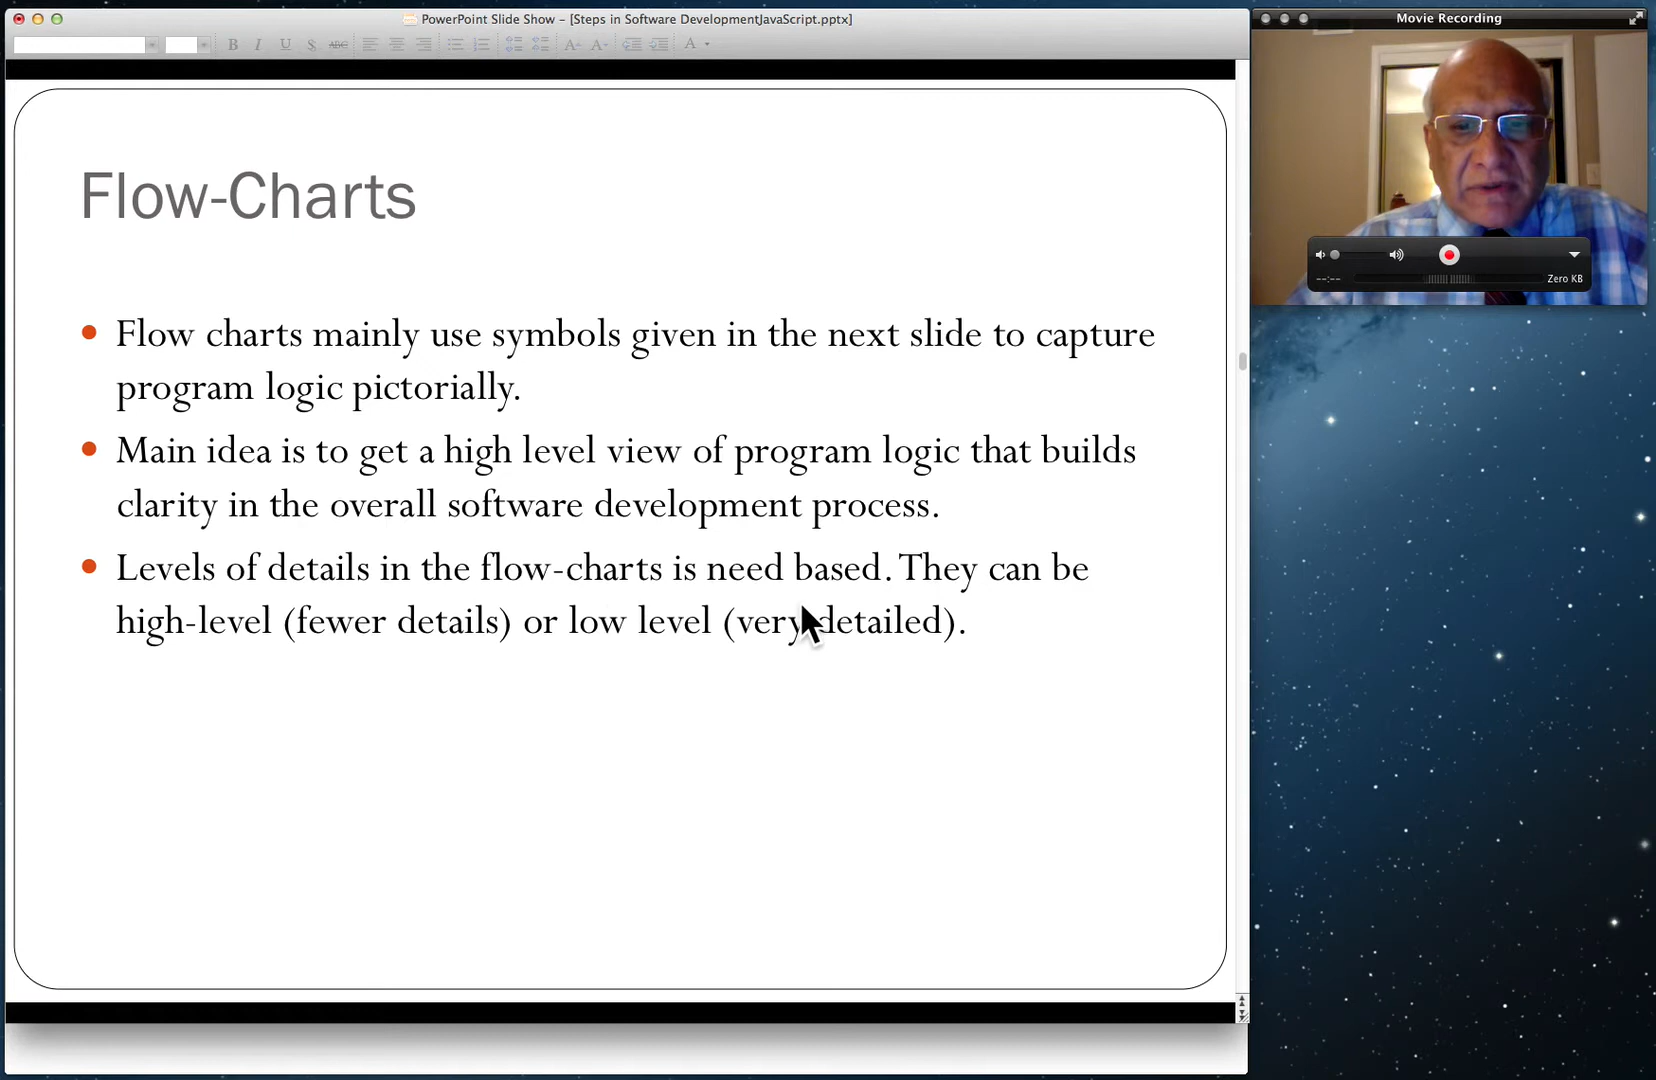 PowerPoint Slide Show – [Steps in Software DevelopmentJavaScript.pptx]
Movie Recording
B I U S ABC A A A
--:-- Zero KB
Flow-Charts
Flow charts mainly use symbols given in the next slide to capture
program logic pictorially.
Main idea is to get a high level view of program logic that builds
clarity in the overall software development process.
Levels of details in the flow-charts is need based. They can be
high-level (fewer details) or low level (very detailed).